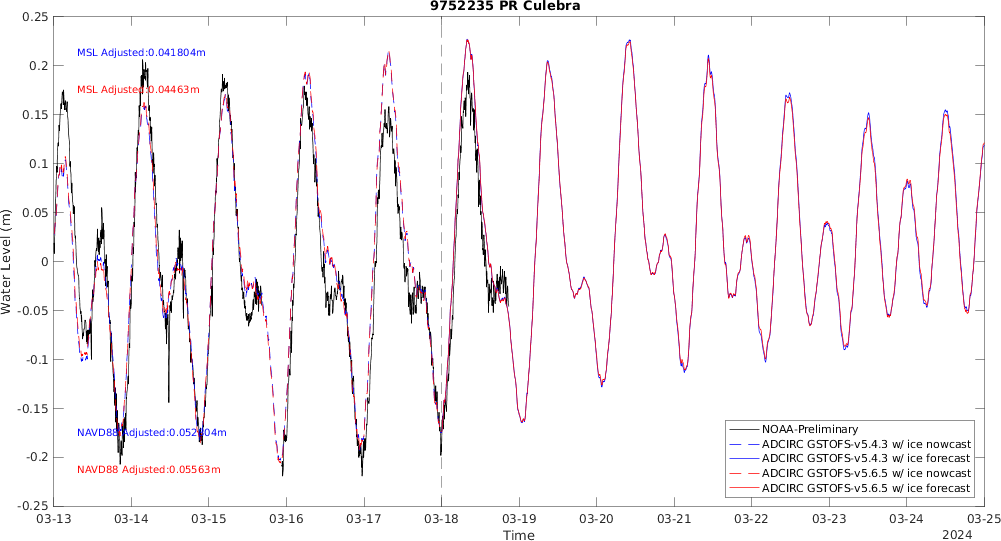 9752235 PR Culebra
0.25
0.2
0.15
0.1
0.05
0
-0.05
-0.1
-0.15
-0.2
-0.25
Water Level (m)
MSL Adjusted:0.041804m
MSL Adjusted:0.04463m
NAVD88 Adjusted:0.052804m
NAVD88 Adjusted:0.05563m
NOAA-Preliminary
ADCIRC GSTOFS-v5.4.3 w/ ice nowcast
ADCIRC GSTOFS-v5.4.3 w/ ice forecast
ADCIRC GSTOFS-v5.6.5 w/ ice nowcast
ADCIRC GSTOFS-v5.6.5 w/ ice forecast
03-13 03-14 03-15 03-16 03-17 03-18 03-19 03-20 03-21 03-22 03-23 03-24 03-25
Time
2024